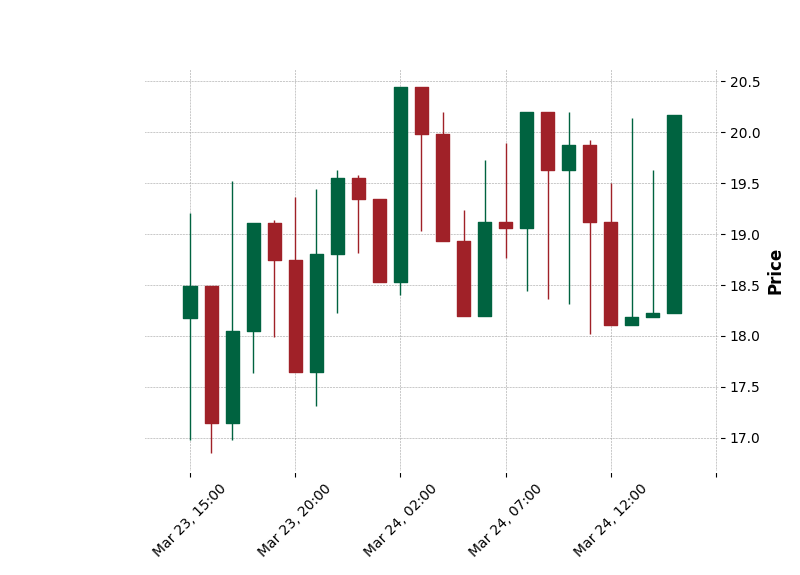 20.5
20.0
19.5
19.0
18.5
18.0
17.5
17.0
Price
Mar 23, 15:00
Mar 23, 20:00
Mar 24, 02:00
Mar 24, 07:00
Mar 24, 12:00